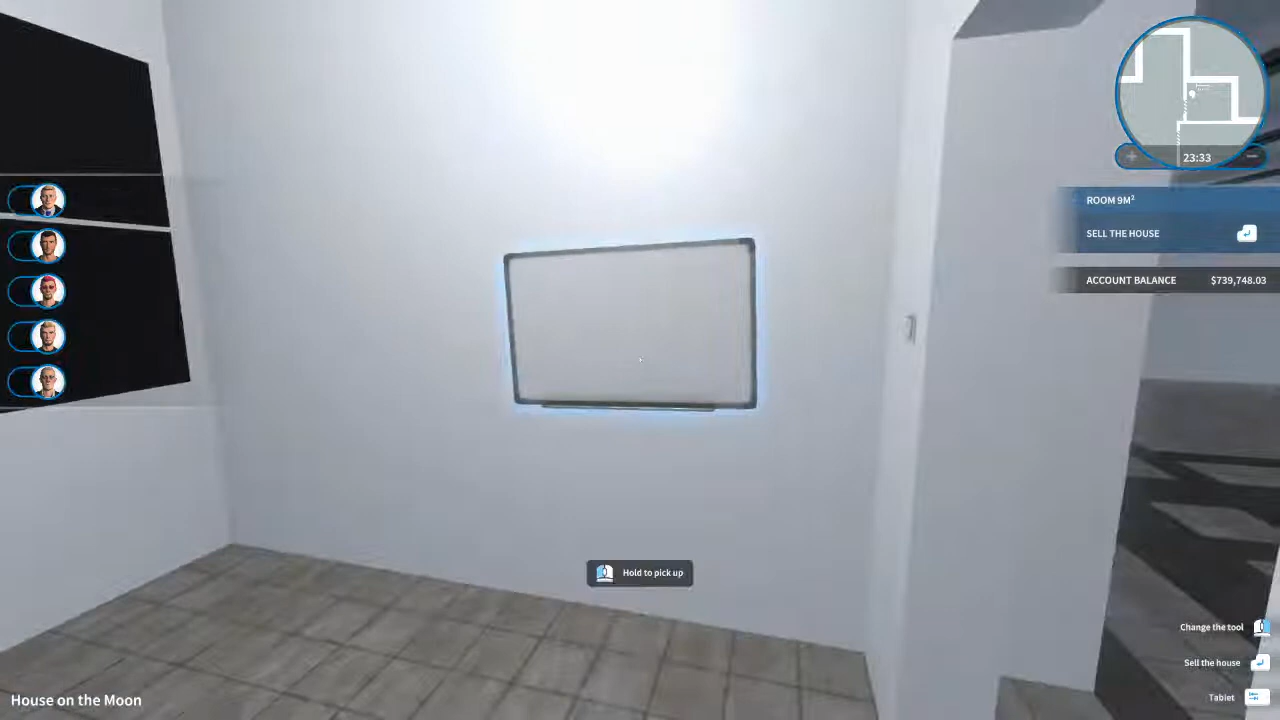 23:33
ROOM 9M²
SELL THE HOUSE
ACCOUNT BALANCE $739,748.03
Hold to pick up
Change the tool
Sell the house
Tablet
House on the Moon